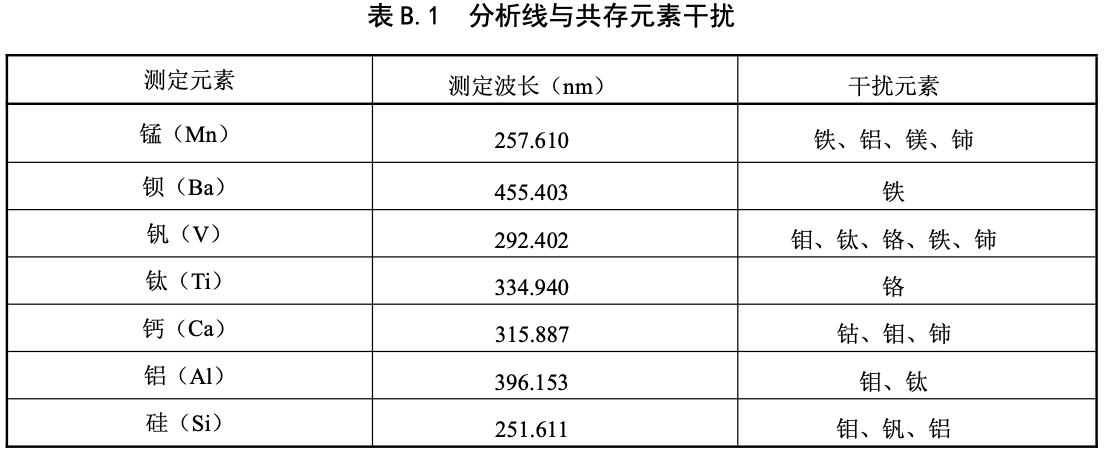 表 B.1 分析线与共存元素干扰
测定元素 测定波长（nm） 干扰元素
锰（Mn） 257.610 铁、铝、镁、铈
钡（Ba） 455.403 铁
钒（V） 292.402 钼、钛、铬、铁、铈
钛（Ti） 334.940 铬
钙（Ca） 315.887 钴、钼、铈
铝（Al） 396.153 钼、钛
硅（Si） 251.611 钼、钒、铝